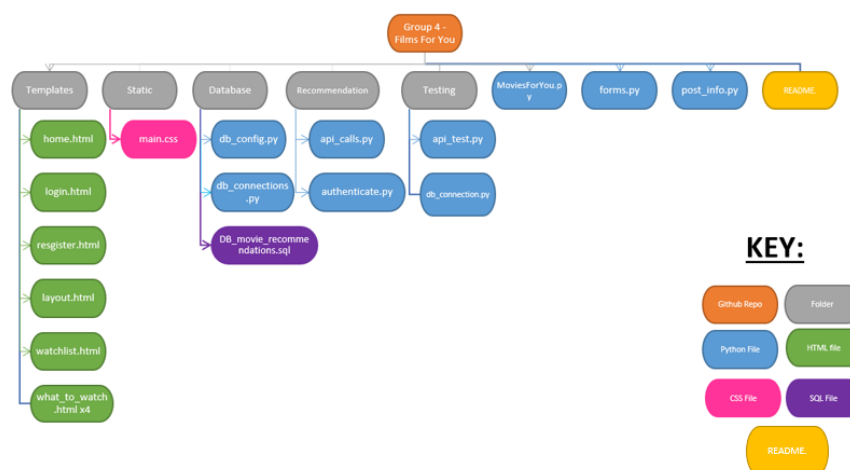 Group 4 -
Films For You
Templates
Static
Database
Recommendation
Testing
MoviesForYou.p
y
forms.py
post_info.py
README.
home.html
main.css
db_config.py
api_calls.py
api_test.py
login.html
db_connections
.py
authenticate.py
db_connection.py
resgister.html
DB_movie_recomme
ndations.sql
layout.html
watchlist.html
what_to_watch
.html x4
KEY:
Github Repo
Folder
Python File
HTML file
CSS File
SQL File
README.